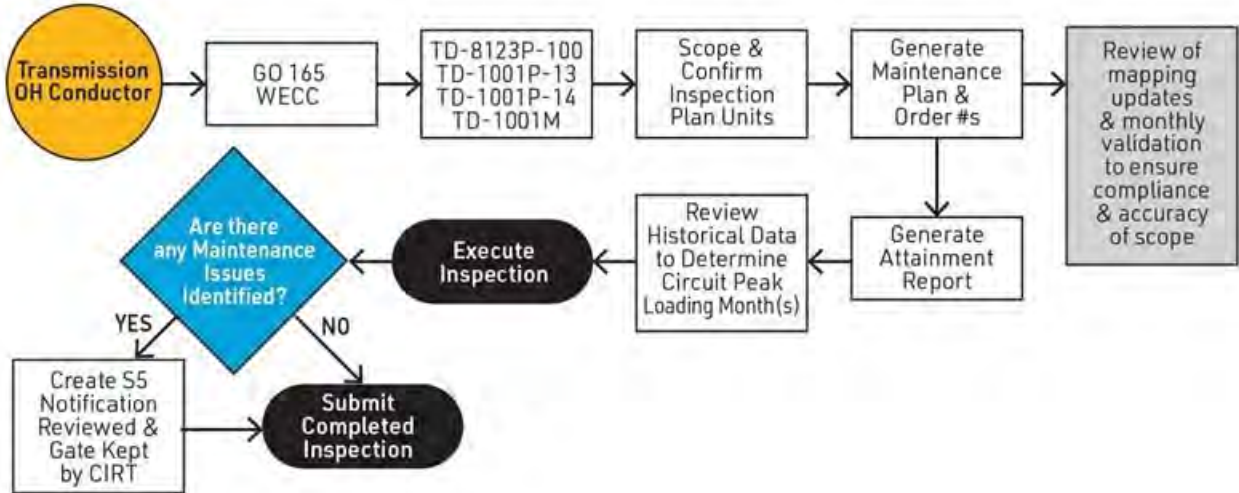 Transmission
OH Conductor
GO 165
WECC
TD-8123P-100
TD-1001P-13
TD-1001P-14
TD-1001M
Scope &
Confirm
Inspection
Plan Units
Generate
Maintenance
Plan &
Order #s
Review of
mapping
updates
& monthly
validation
to ensure
compliance
& accuracy
of scope
Generate
Attainment
Report
Review
Historical Data
to Determine
Circuit Peak
Loading Month(s)
Execute
Inspection
Are there
any Maintenance
Issues
Identified?
YES
NO
Create S5
Notification
Reviewed &
Gate Kept
by CIRT
Submit
Completed
Inspection